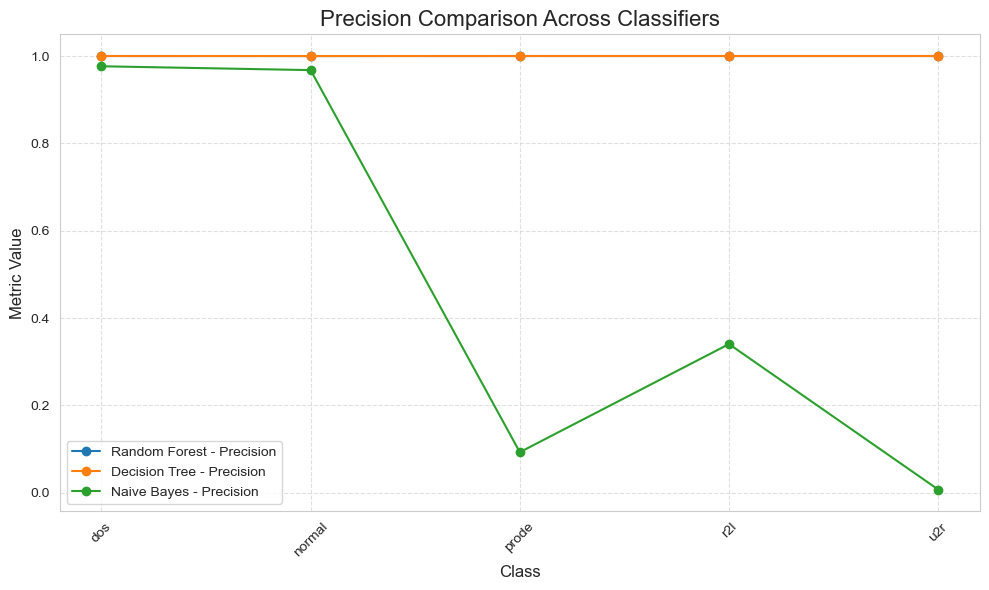 Precision Comparison Across Classifiers
Metric Value
1.0
0.8
0.6
0.4
0.2
0.0
Random Forest - Precision
Decision Tree - Precision
Naive Bayes - Precision
dos
normal
prode
r2l
u2r
Class